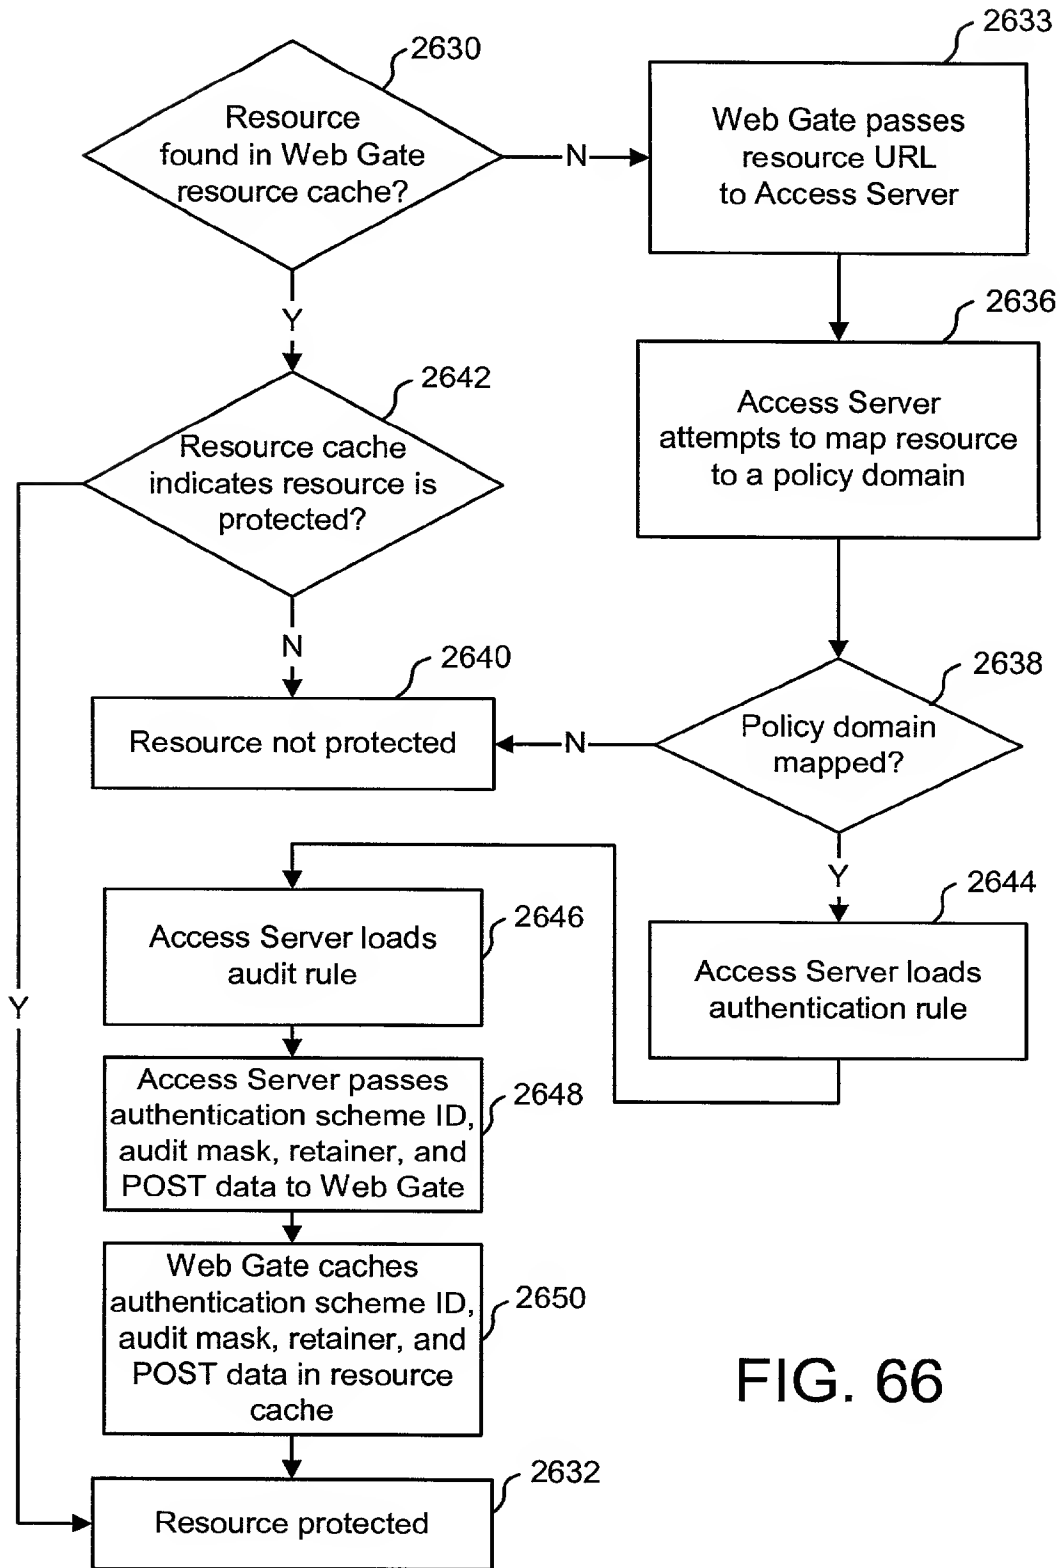 2630
Resource
found in Web Gate
resource cache?
N
2633
Web Gate passes
resource URL
to Access Server
Y
2636
Access Server
attempts to map resource
to a policy domain
2642
Resource cache
indicates resource is
protected?
N
2640
Resource not protected
N
2638
Policy domain
mapped?
Y
2644
Access Server loads
authentication rule
2646
Access Server loads
audit rule
Y
2648
Access Server passes
authentication scheme ID,
audit mask, retainer, and
POST data to Web Gate
2650
Web Gate caches
authentication scheme ID,
audit mask, retainer, and
POST data in resource
cache
2632
Resource protected
FIG. 66